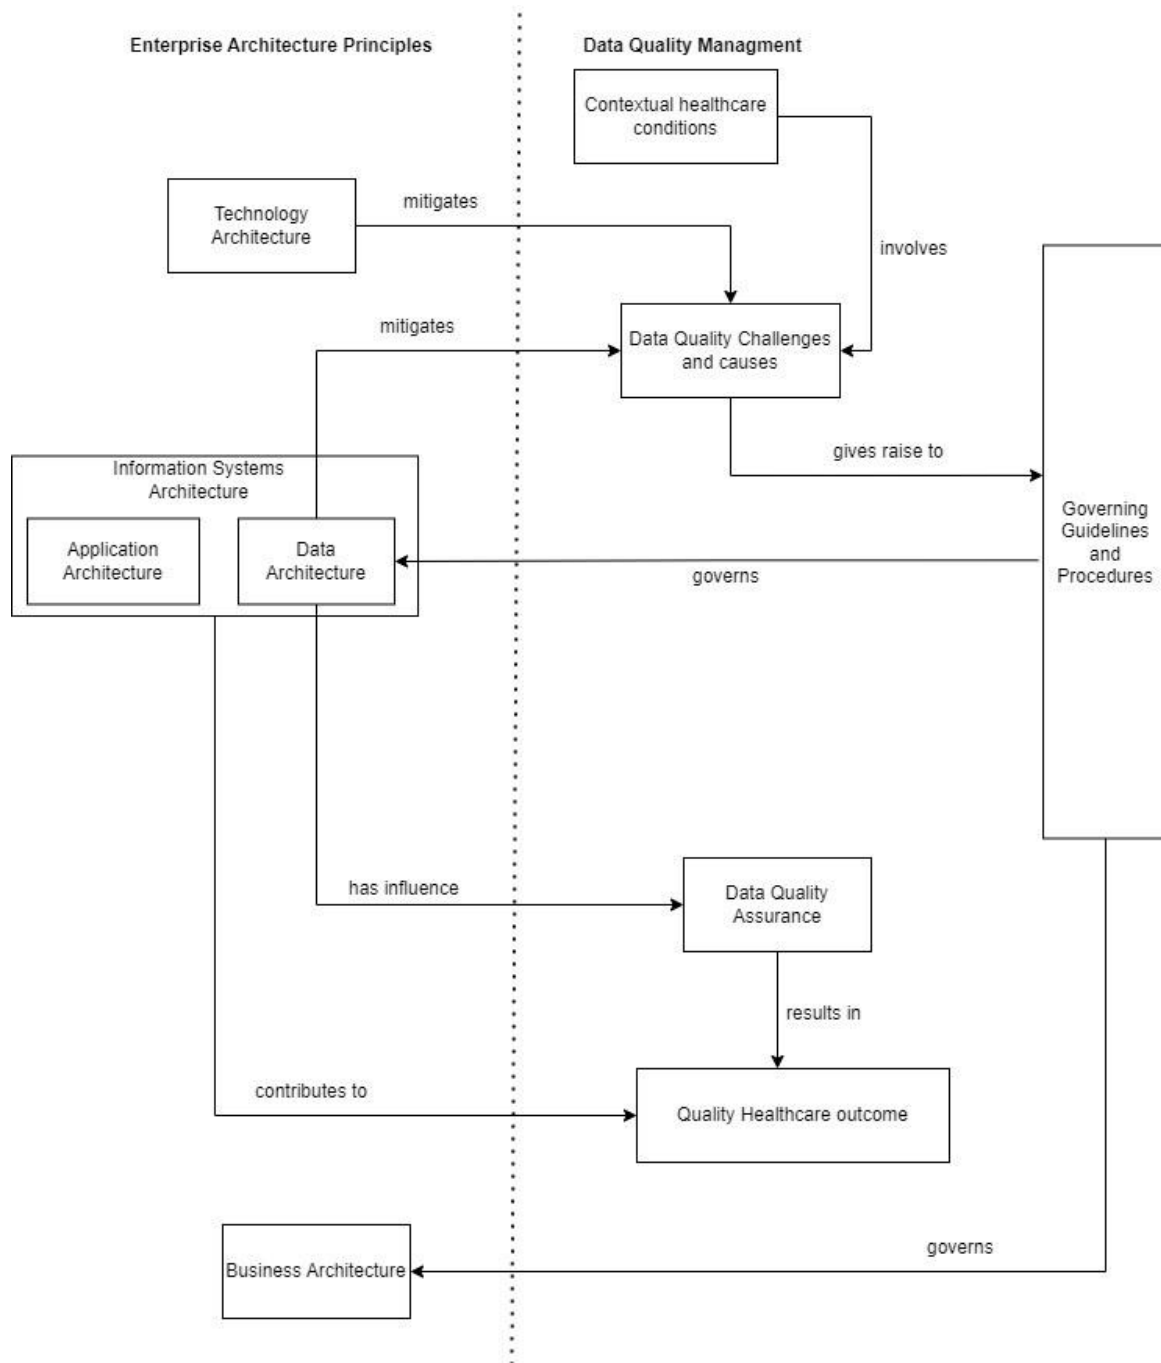 Enterprise Architecture Principles
Data Quality Managment
Contextual healthcare
conditions
Technology
Architecture
mitigates
involves
mitigates
Data Quality Challenges
and causes
gives raise to
Information Systems
Architecture
Application
Architecture
Data
Architecture
Governing
Guidelines
and
Procedures
governs
has influence
Data Quality
Assurance
results in
contributes to
Quality Healthcare outcome
governs
Business Architecture